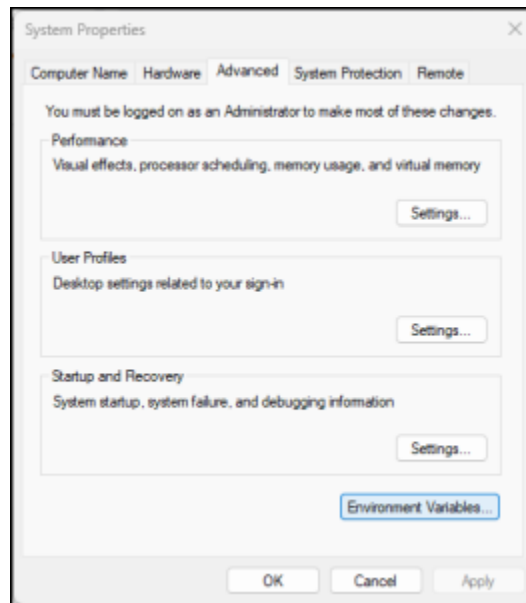 System Properties
Computer Name Hardware Advanced System Protection Remote
You must be logged on as an Administrator to make most of these changes.
Performance
Visual effects, processor scheduling, memory usage, and virtual memory
Settings...
User Profiles
Desktop settings related to your sign-in
Settings...
Startup and Recovery
System startup, system failure, and debugging information
Settings...
Environment Variables...
OK Cancel Apply